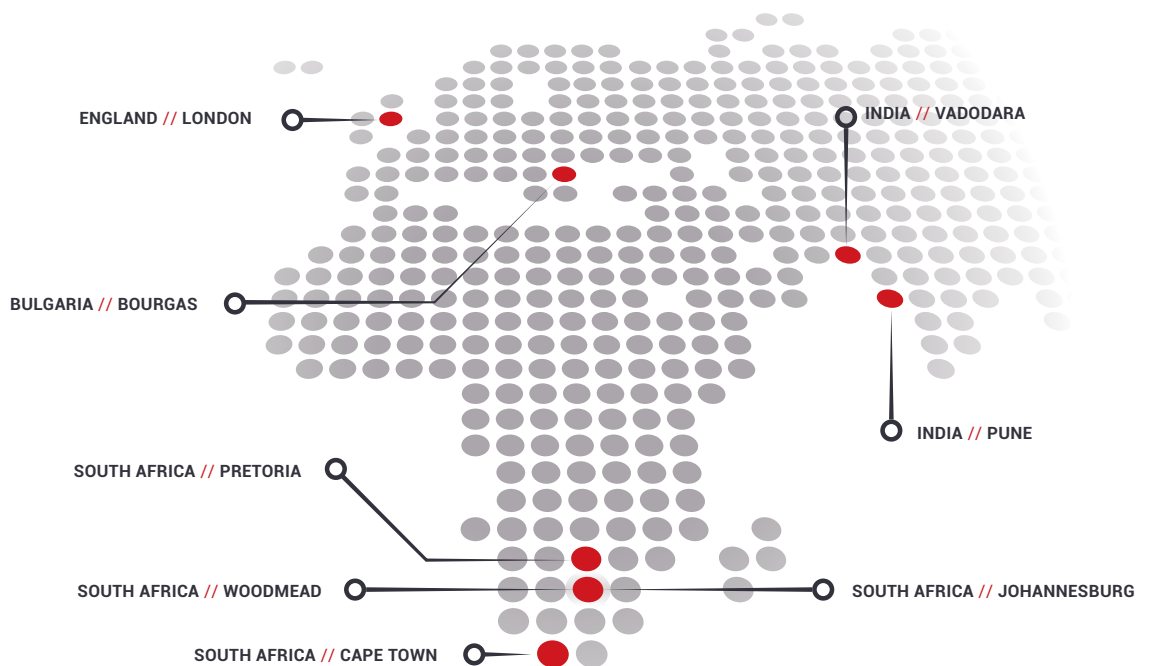 ENGLAND // LONDON
INDIA // VADODARA
BULGARIA // BOURGAS
INDIA // PUNE
SOUTH AFRICA // PRETORIA
SOUTH AFRICA // WOODMEAD
SOUTH AFRICA // JOHANNESBURG
SOUTH AFRICA // CAPE TOWN